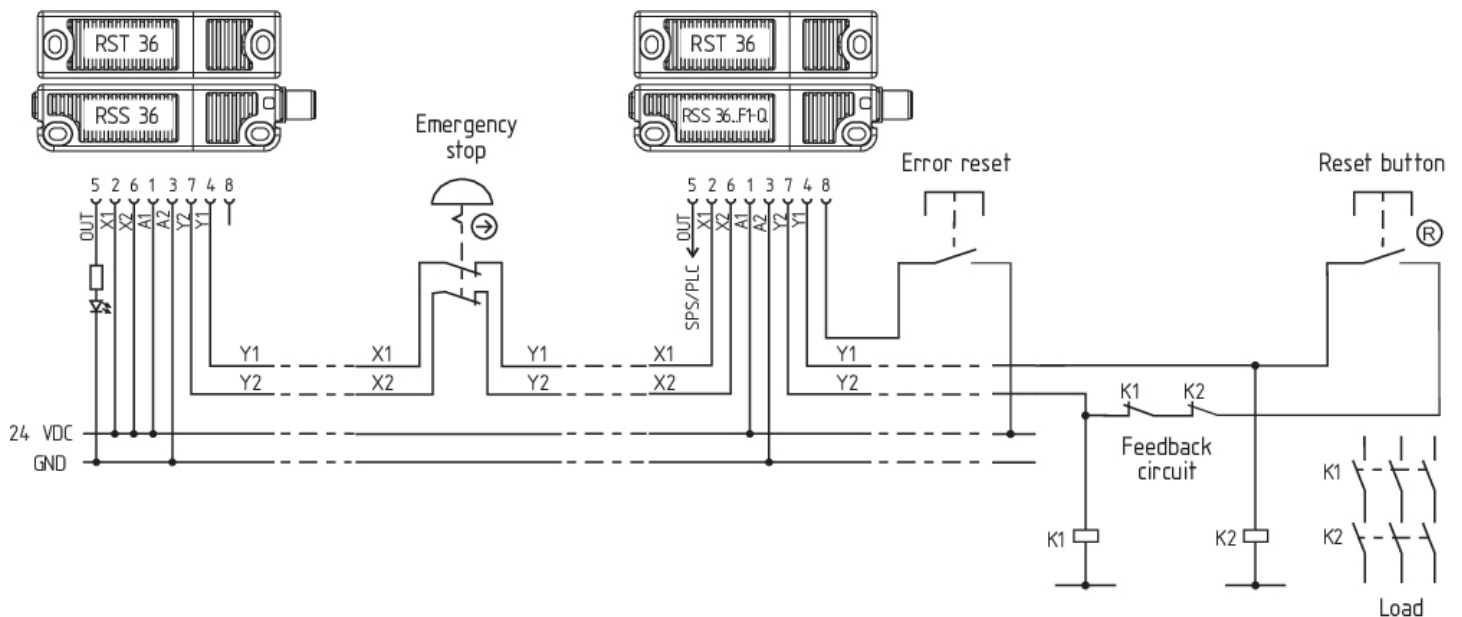 RST 36
RST 36
RSS 36
RSS 36..F1-Q
Emergency
stop
Error reset
Reset button
5 2 6 1 3 7 4 8
5 2 6 1 3 7 4 8
OUT X1 X2 A1 A2 Y2 Y1
OUT X1 X2 A1 A2 Y2 Y1
R
SPS/PLC
Y1 X1 Y1 X1 Y1
Y2 X2 Y2 X2 Y2
K1 K2
24 VDC
GND
Feedback
circuit
K1
K2
K1
K2
Load